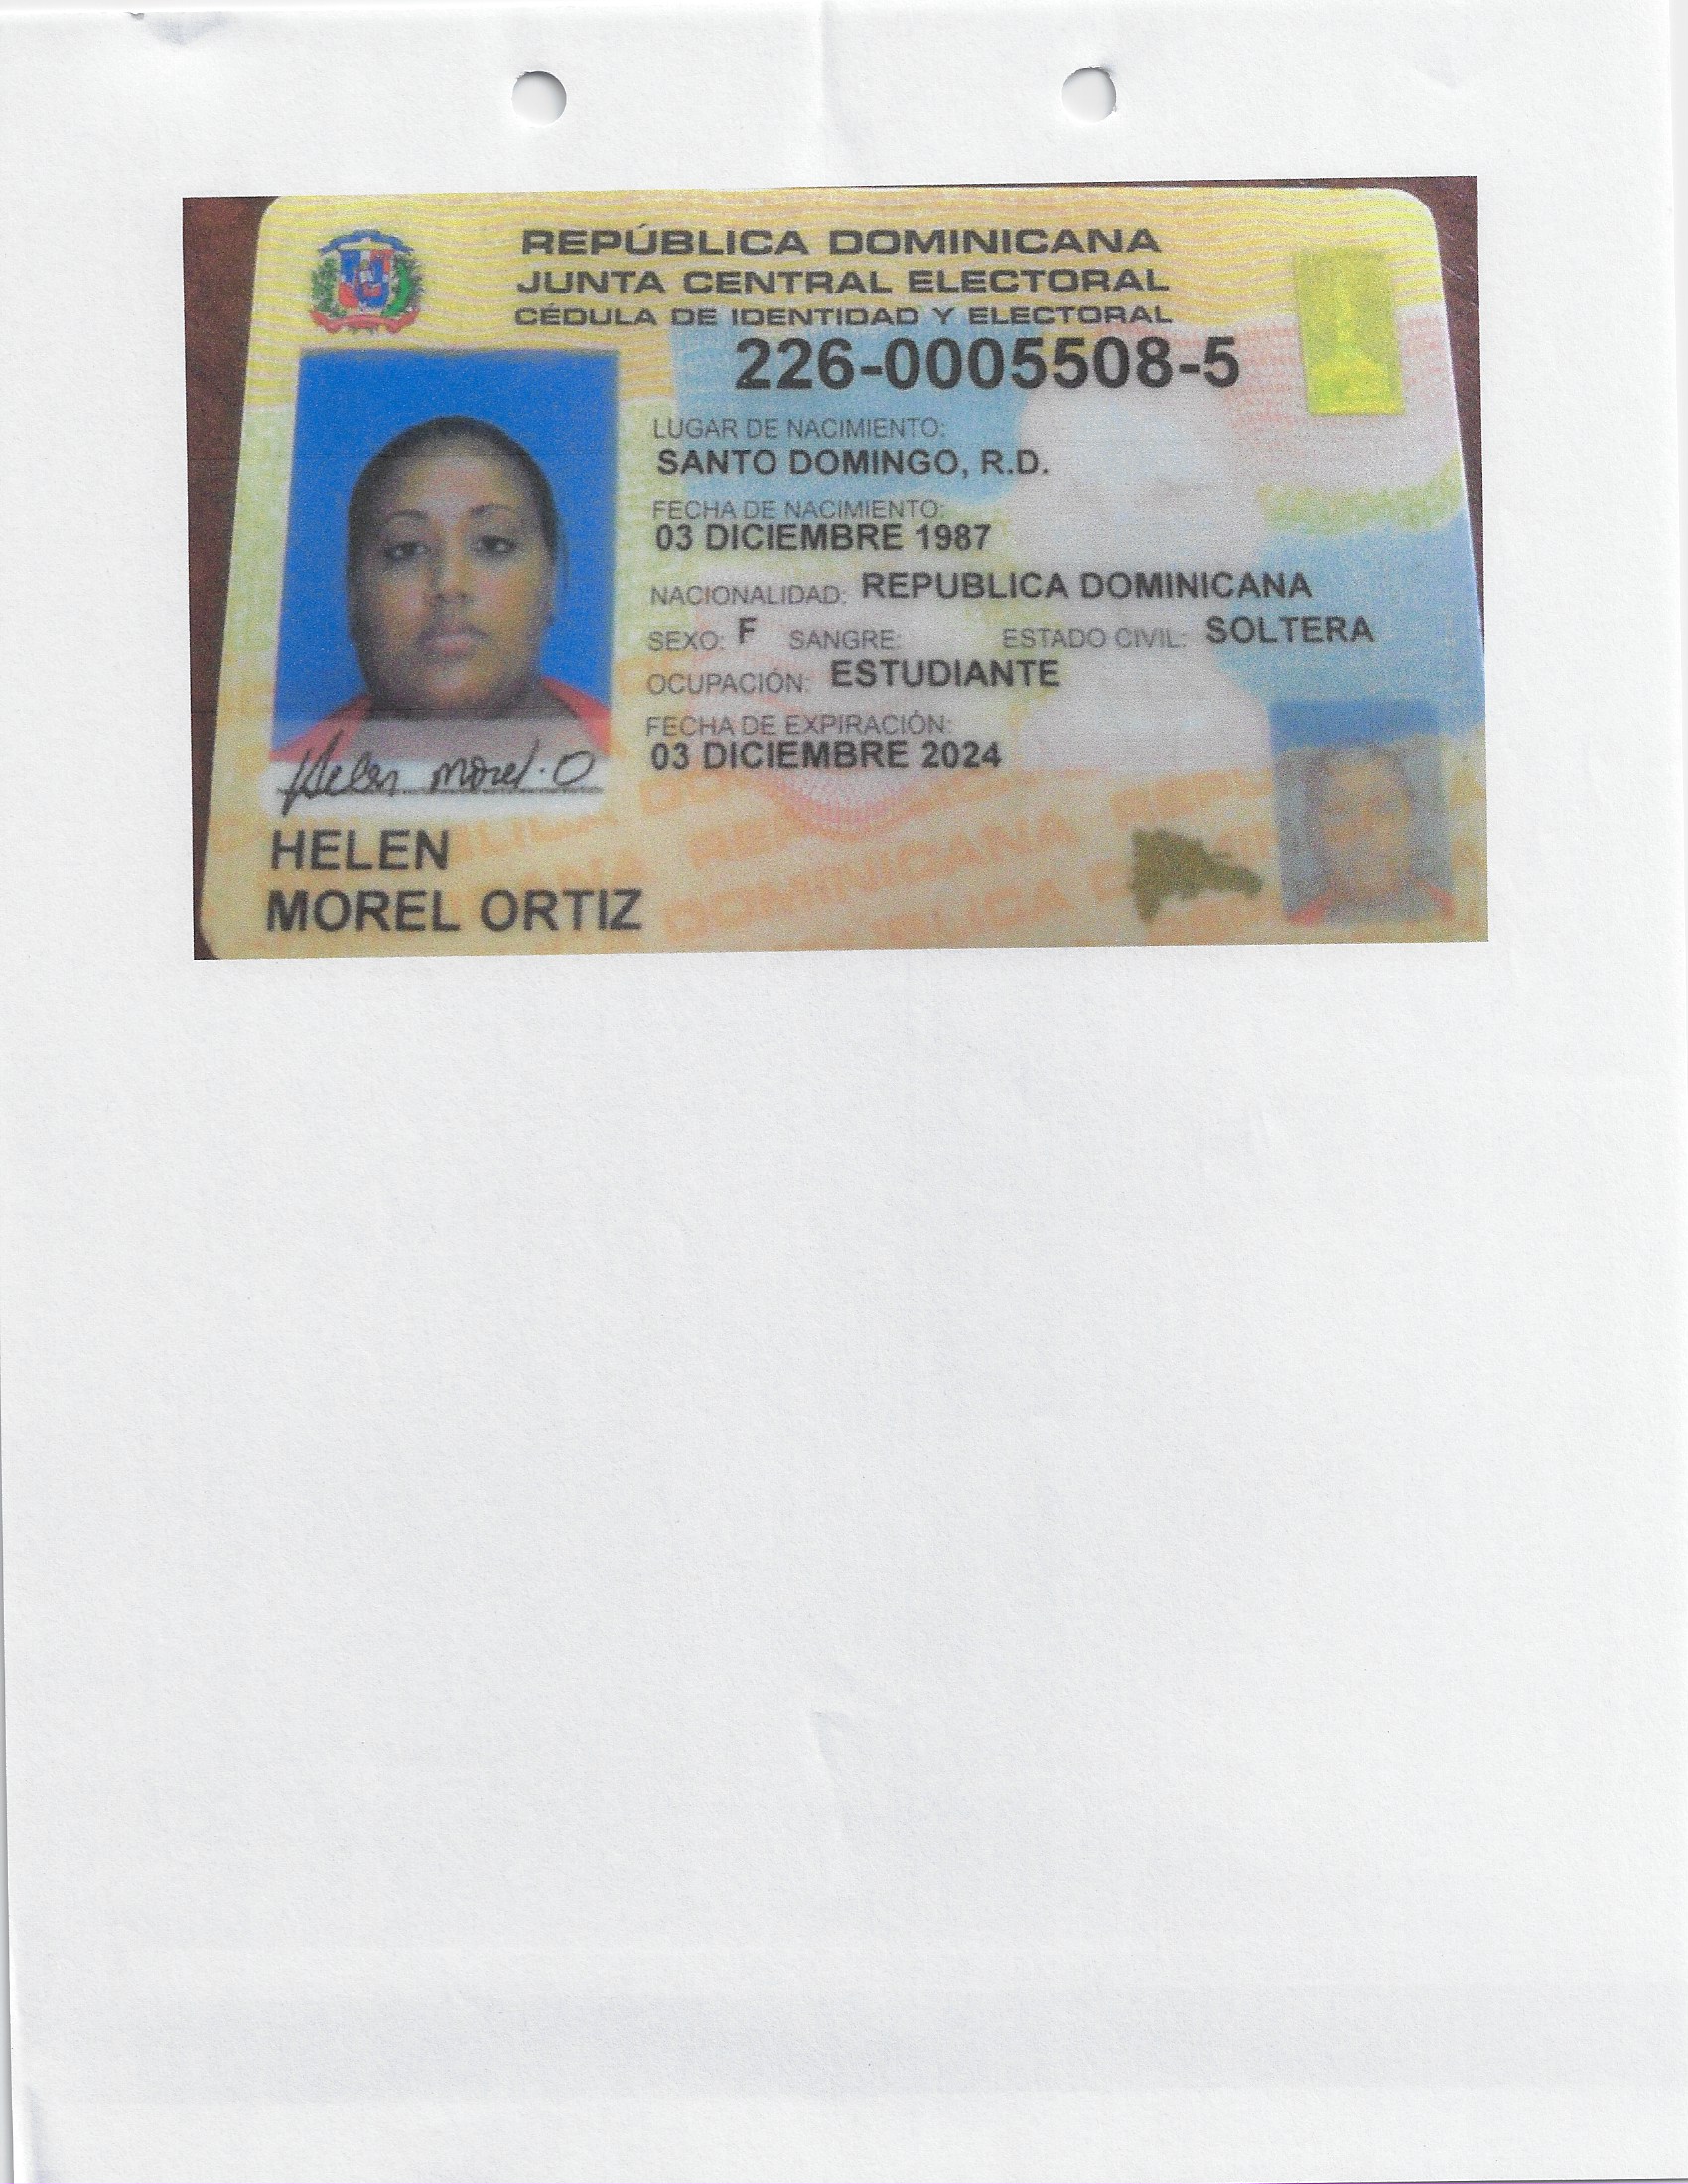 REPÚBLICA DOMINICANA
JUNTA CENTRAL ELECTORAL
CÉDULA DE IDENTIDAD Y ELECTORAL
226-0005508-5
LUGAR DE NACIMIENTO:
SANTO DOMINGO, R.D.
FECHA DE NACIMIENTO:
03 DICIEMBRE 1987
NACIONALIDAD: REPUBLICA DOMINICANA
SEXO: F SANGRE: ESTADO CIVIL: SOLTERA
OCUPACIÓN: ESTUDIANTE
FECHA DE EXPIRACIÓN:
03 DICIEMBRE 2024
Helen morel.O
HELEN
MOREL ORTIZ
DOMINICANA